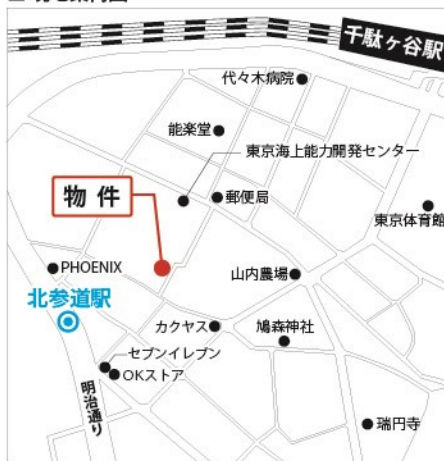 千駄ヶ谷駅
代々木病院
能楽堂
東京海上能力開発センター
物件
郵便局
東京体育館
PHOENIX
山内農場
北参道駅
カクヤス
鳩森神社
セブンイレブン
OKストア
明治通り
瑞円寺